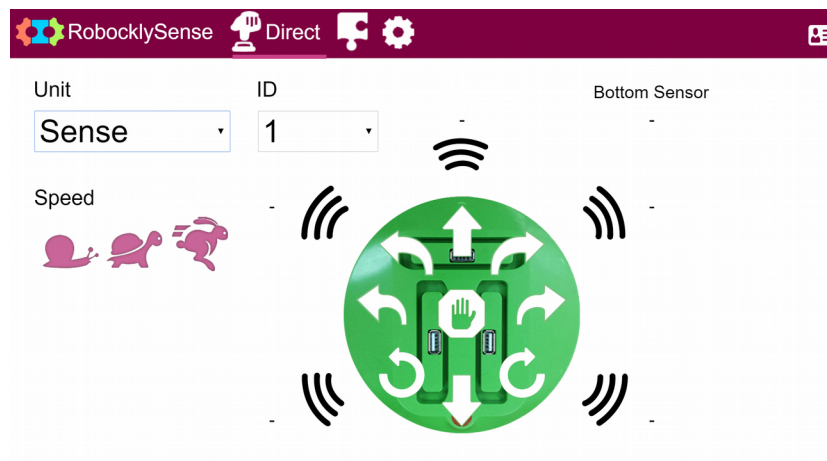 RobocklySense Direct
Unit
ID
Bottom Sensor
Sense
1
-
-
Speed
-
-
-
-